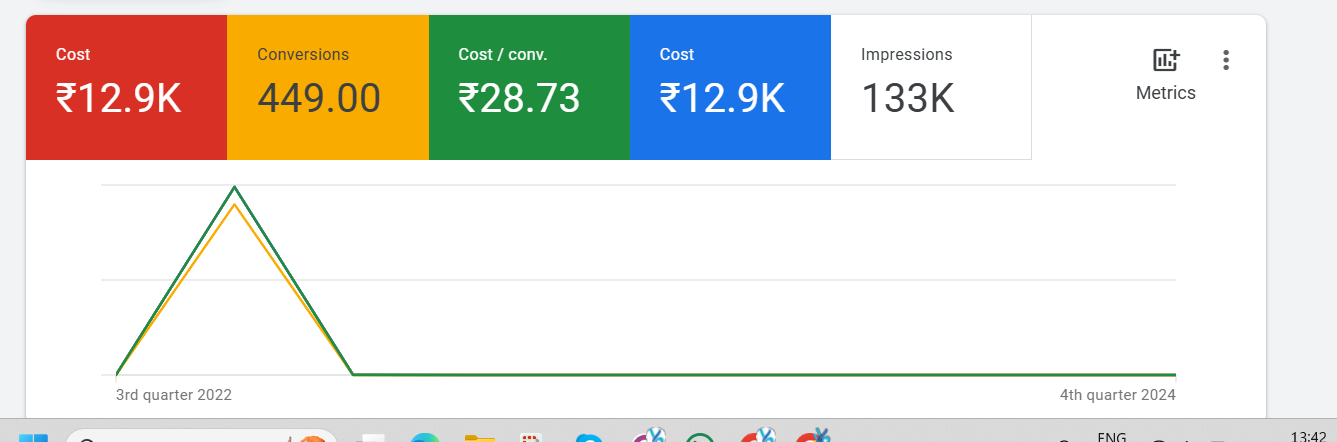 Cost
₹12.9K
Conversions
449.00
Cost / conv.
₹28.73
Cost
₹12.9K
Impressions
133K
Metrics
3rd quarter 2022
4th quarter 2024
ENG
13:42